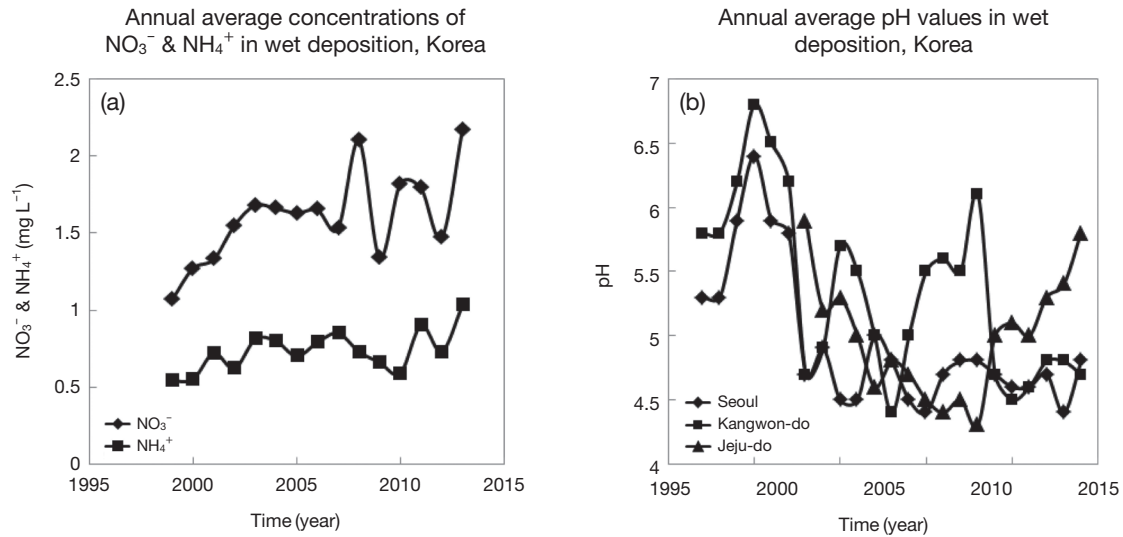 Annual average concentrations of
NO₃⁻ & NH₄⁺ in wet deposition, Korea
2.5
2
1.5
1
0.5
0
(a)
NO₃⁻ & NH₄⁺ (mg L⁻¹)
NO₃⁻
NH₄⁺
1995 2000 2005 2010 2015
Time (year)
Annual average pH values in wet
deposition, Korea
7
6.5
6
5.5
5
4.5
4
(b)
pH
Seoul
Kangwon-do
Jeju-do
1995 2000 2005 2010 2015
Time (year)